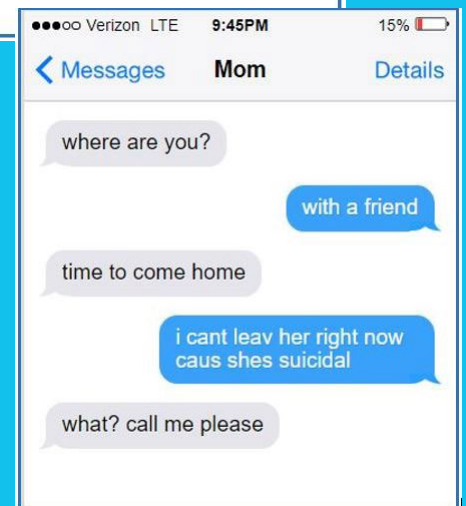 ●●●○○ Verizon LTE 9:45PM 15%
Messages Mom Details
where are you?
with a friend
time to come home
i cant leav her right now
caus shes suicidal
what? call me please